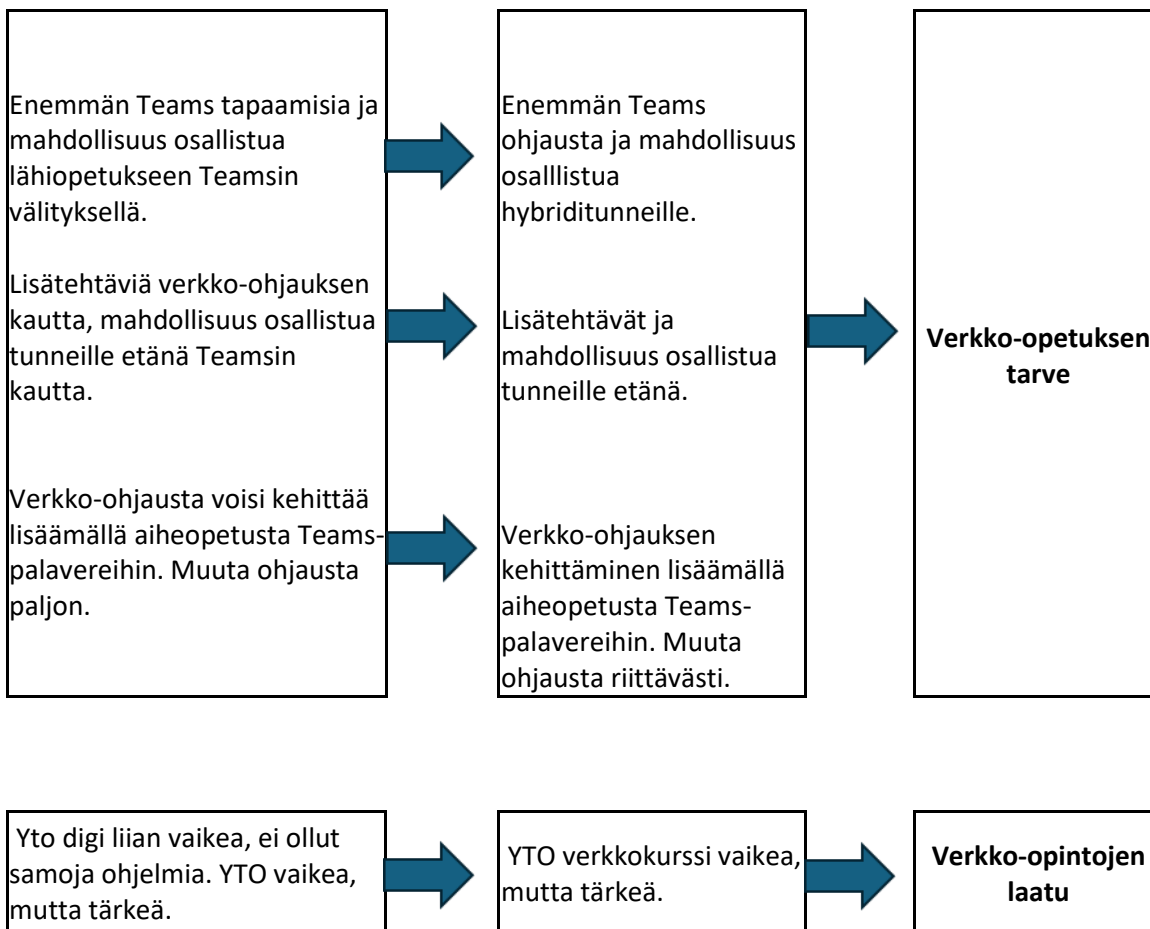 Enemmän Teams tapaamisia ja
mahdollisuus osallistua
lähiopetukseen Teamsin
välityksellä.
Lisätehtäviä verkko-ohjauksen
kautta, mahdollisuus osallistua
tunneille etänä Teamsin
kautta.
Verkko-ohjausta voisi kehittää
lisäämällä aiheopetusta Teams-
palavereihin. Muuta ohjausta
paljon.
Enemmän Teams
ohjausta ja mahdollisuus
osalllistua
hybriditunneille.
Lisätehtävät ja
mahdollisuus osallistua
tunneille etänä.
Verkko-ohjauksen
kehittäminen lisäämällä
aiheopetusta Teams-
palavereihin. Muuta
ohjausta riittävästi.
Verkko-opetuksen
tarve
Yto digi liian vaikea, ei ollut
samoja ohjelmia. YTO vaikea,
mutta tärkeä.
YTO verkkokurssi vaikea,
mutta tärkeä.
Verkko-opintojen
laatu